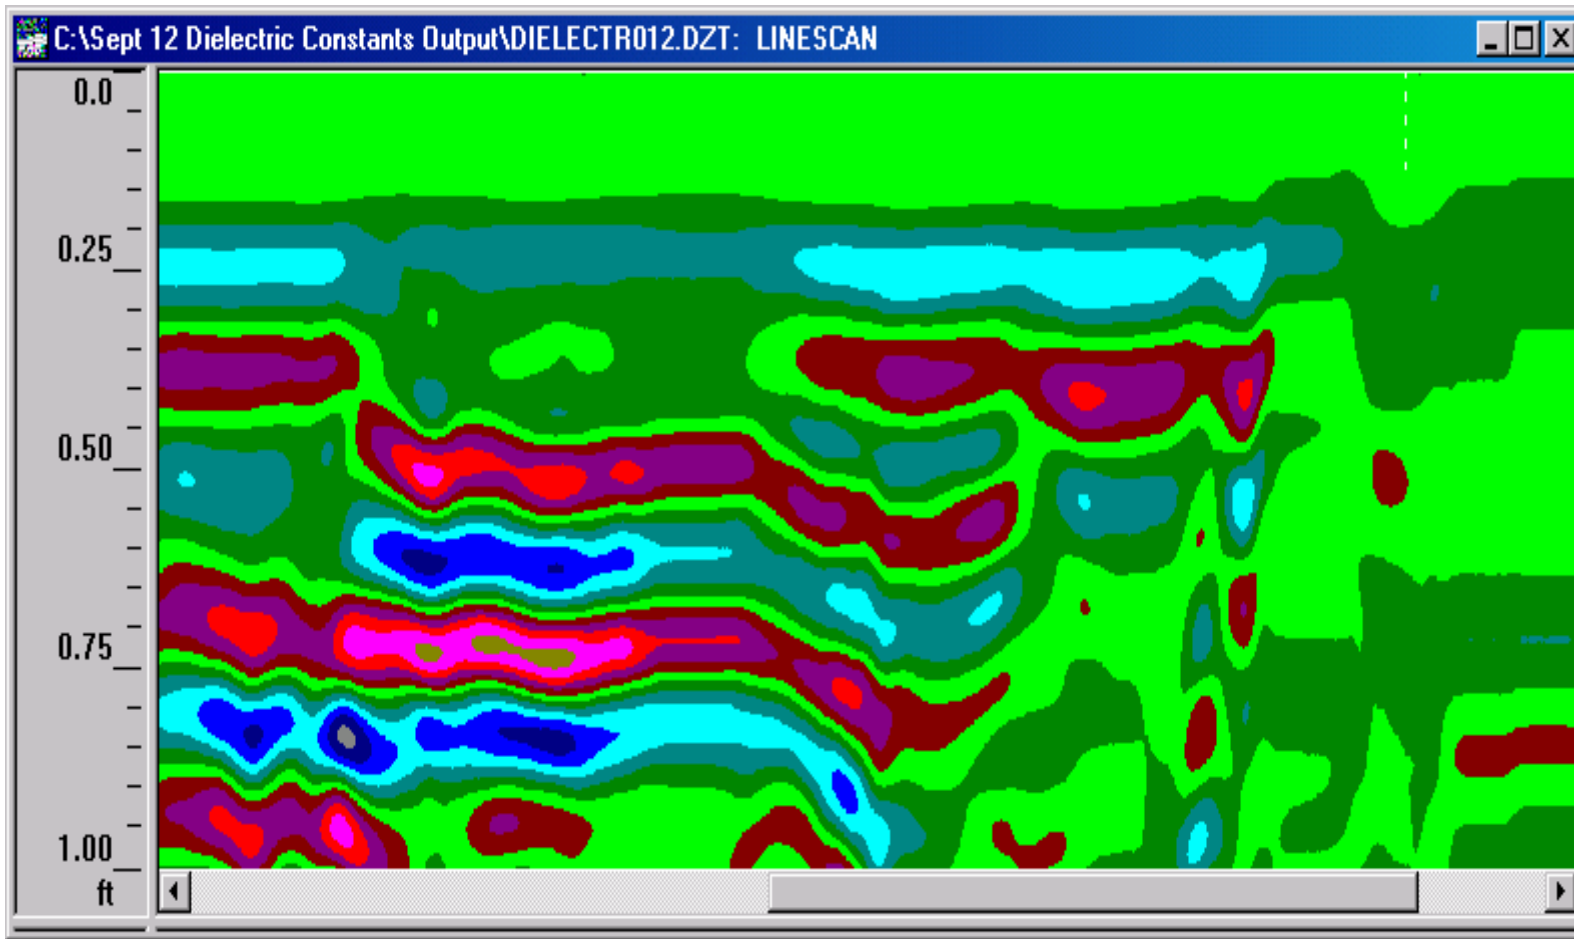 C:\Sept 12 Dielectric Constants Output\DIELECTR012.DZT: LINESCAN
0.0
0.25
0.50
0.75
1.00
ft